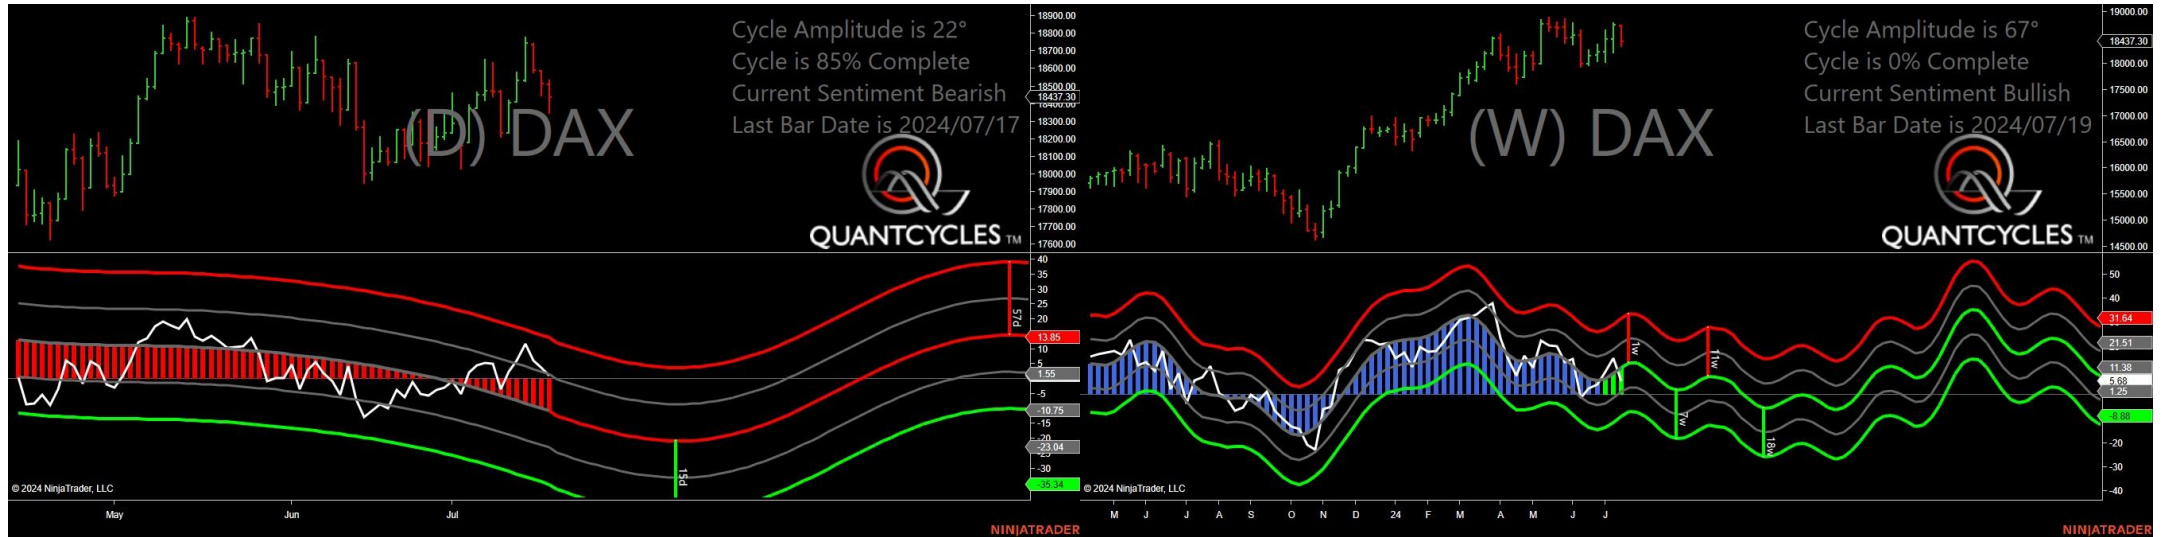 Cycle Amplitude is 22°
Cycle is 85% Complete
Current Sentiment Bearish
Last Bar Date is 2024/07/17
(D) DAX
QUANTCYCLES TM
18900.00
18800.00
18700.00
18600.00
18500.00
18437.30
18400.00
18300.00
18200.00
18100.00
18000.00
17900.00
17800.00
17700.00
17600.00
40
35
30
25
20
13.85
10
5
1.55
-5
-10.75
-15
-20
-23.04
-25
-30
-35.34
57d
15d
© 2024 NinjaTrader, LLC
May Jun Jul
NINJATRADER
Cycle Amplitude is 67°
Cycle is 0% Complete
Current Sentiment Bullish
Last Bar Date is 2024/07/19
(W) DAX
QUANTCYCLES TM
19000.00
18437.30
18000.00
17500.00
17000.00
16500.00
16000.00
15500.00
15000.00
14500.00
50
40
31.64
21.51
11.38
5.68
1.25
-8.88
-20
-30
-40
1w
11w
7w
18w
© 2024 NinjaTrader, LLC
M J J A S O N D 24 F M A M J J
NINJATRADER